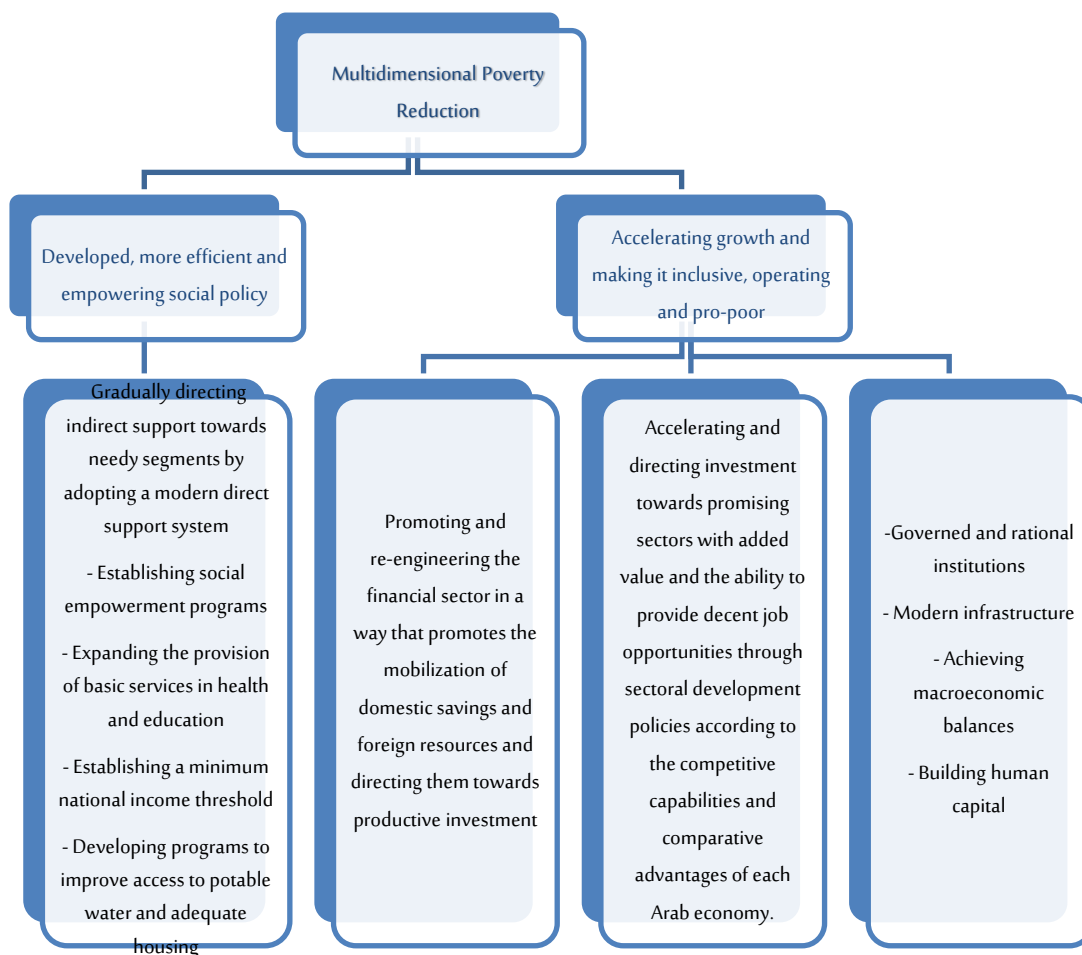 Multidimensional Poverty
Reduction
Developed, more efficient and
empowering social policy
Accelerating growth and
making it inclusive, operating
and pro-poor
Gradually directing
indirect support towards
needy segments by
adopting a modern direct
support system
- Establishing social
empowerment programs
- Expanding the provision
of basic services in health
and education
- Establishing a minimum
national income threshold
- Developing programs to
improve access to potable
water and adequate
housing
Promoting and
re-engineering the
financial sector in a
way that promotes the
mobilization of
domestic savings and
foreign resources and
directing them towards
productive investment
Accelerating and
directing investment
towards promising
sectors with added
value and the ability to
provide decent job
opportunities through
sectoral development
policies according to
the competitive
capabilities and
comparative
advantages of each
Arab economy.
-Governed and rational
institutions
- Modern infrastructure
- Achieving
macroeconomic
balances
- Building human
capital